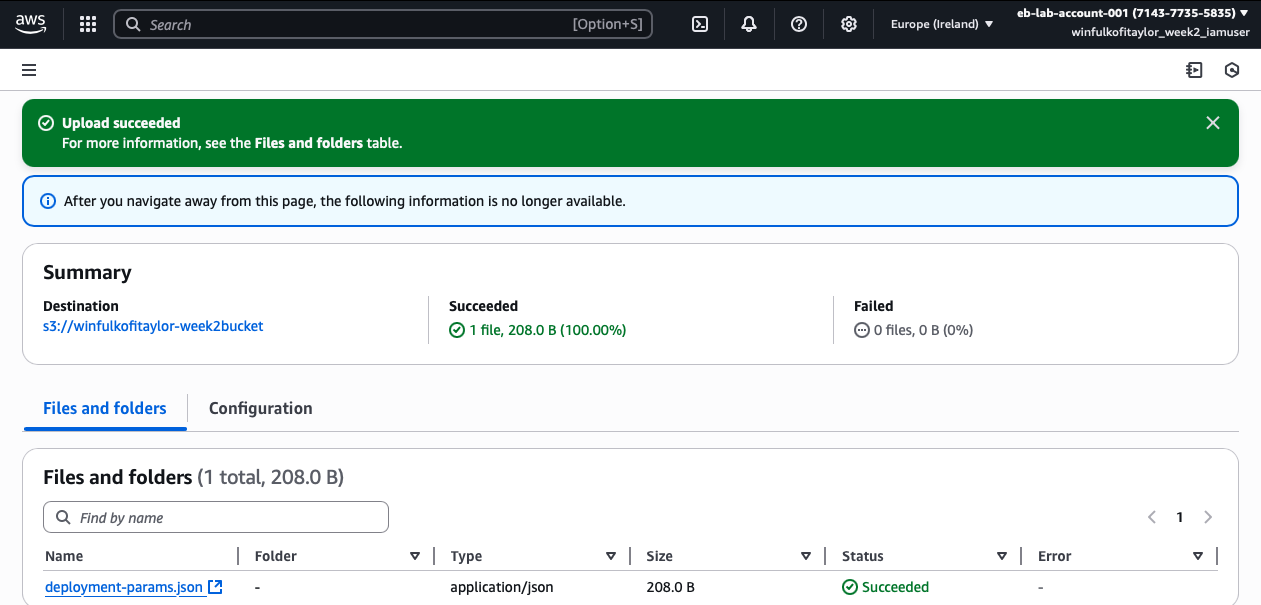 aws
Search [Option+S]
Europe (Ireland)
eb-lab-account-001 (7143-7735-5835)
winfulkofitaylor_week2_iamuser
Upload succeeded
For more information, see the Files and folders table.
After you navigate away from this page, the following information is no longer available.
Summary
Destination
s3://winfulkofitaylor-week2bucket
Succeeded
1 file, 208.0 B (100.00%)
Failed
0 files, 0 B (0%)
Files and folders Configuration
Files and folders (1 total, 208.0 B)
Find by name
1
Name Folder Type Size Status Error
deployment-params.json - application/json 208.0 B Succeeded -